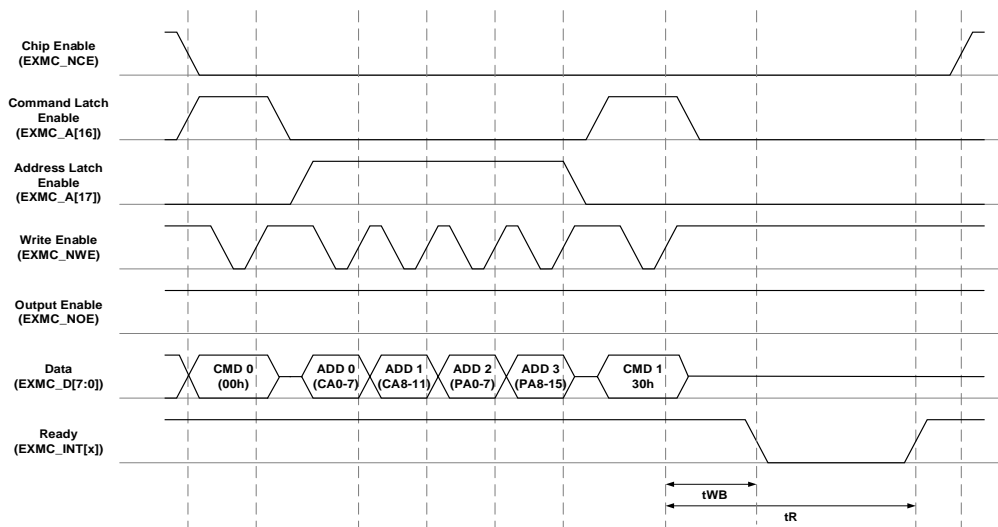 Chip Enable
(EXMC_NCE)
Command Latch
Enable
(EXMC_A[16])
Address Latch
Enable
(EXMC_A[17])
Write Enable
(EXMC_NWE)
Output Enable
(EXMC_NOE)
Data
(EXMC_D[7:0])
CMD 0
(00h)
ADD 0
(CA0-7)
ADD 1
(CA8-11)
ADD 2
(PA0-7)
ADD 3
(PA8-15)
CMD 1
30h
Ready
(EXMC_INT[x])
tWB
tR